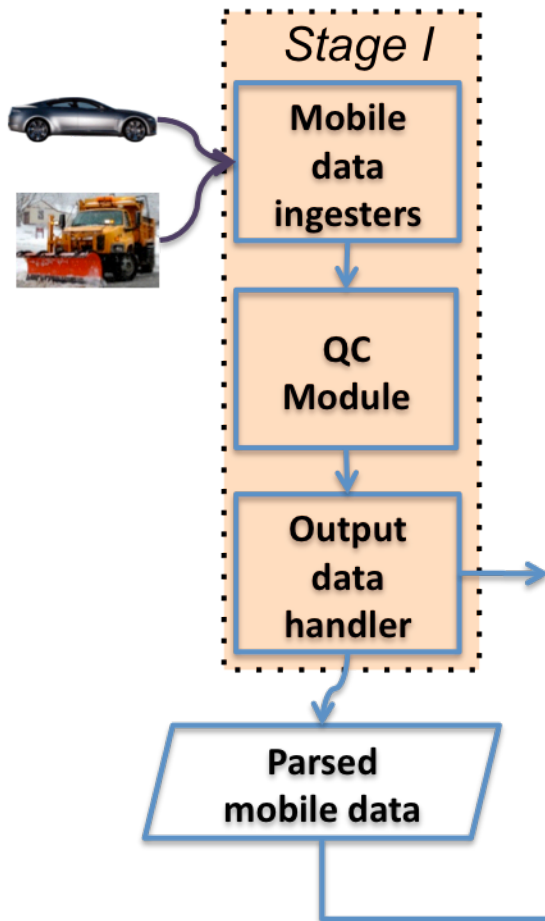 Stage I
Mobile
data
ingesters
QC
Module
Output
data
handler
Parsed
mobile data